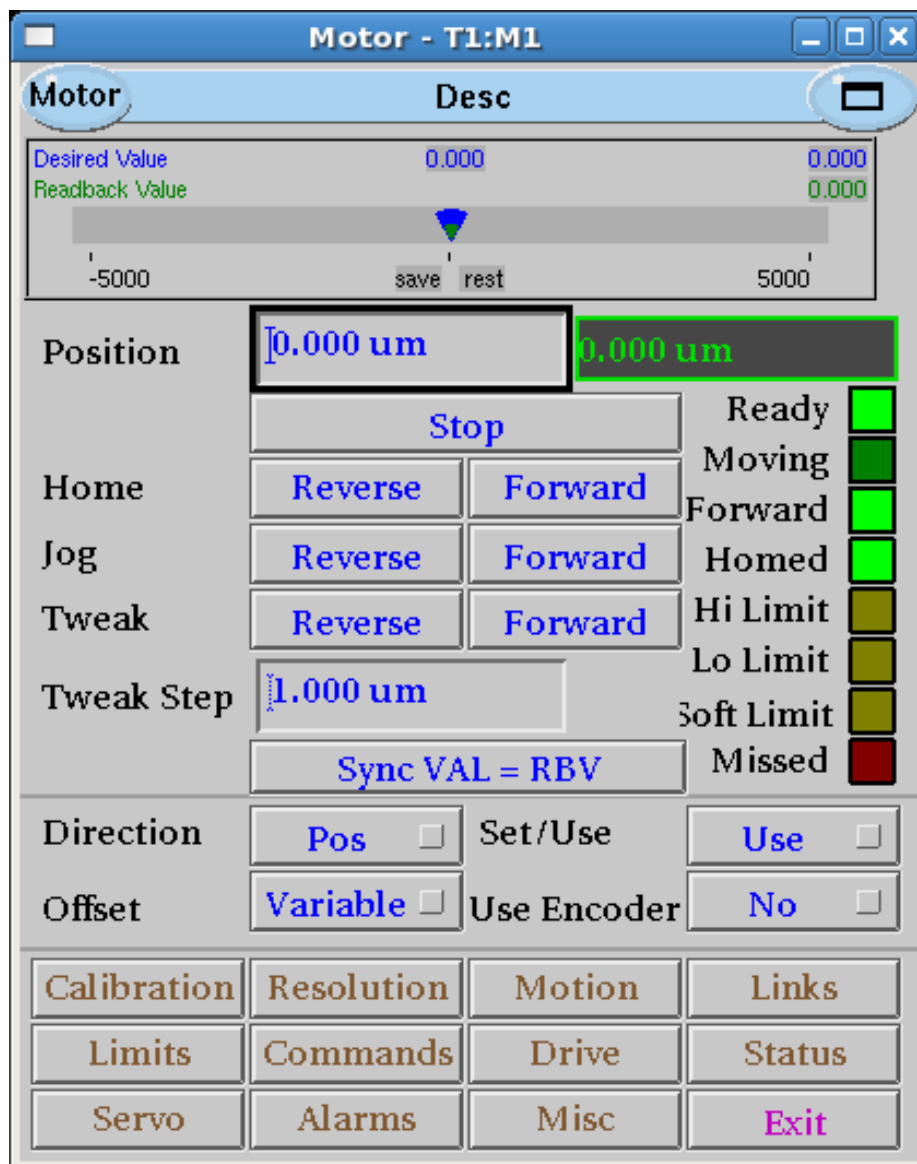 Motor - T1:M1
Motor Desc
Desired Value 0.000 0.000
Readback Value 0.000
-5000 save rest 5000
Position 0.000 um 0.000 um
Stop Ready
Moving
Home Reverse Forward
Forward
Jog Reverse Forward Homed
Tweak Reverse Forward Hi Limit
Lo Limit
Tweak Step 1.000 um
Soft Limit
Sync VAL = RBV Missed
Direction Pos Set/Use Use
Offset Variable Use Encoder No
Calibration Resolution Motion Links
Limits Commands Drive Status
Servo Alarms Misc Exit